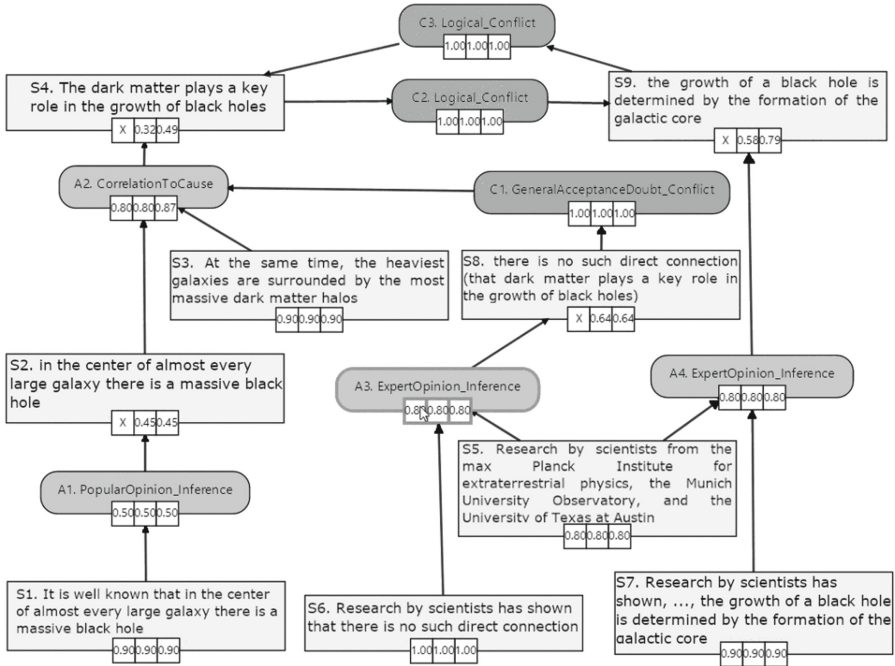 C3. Logical_Conflict
1.00 1.00 1.00
S4. The dark matter plays a key
role in the growth of black holes
X 0.32 0.49
C2. Logical_Conflict
1.00 1.00 1.00
S9. the growth of a black hole is
determined by the formation of the
galactic core
X 0.58 0.79
A2. CorrelationToCause
0.80 0.80 0.87
C1. GeneralAcceptanceDoubt_Conflict
1.00 1.00 1.00
S3. At the same time, the heaviest
galaxies are surrounded by the most
massive dark matter halos
0.90 0.90 0.90
S8. there is no such direct connection
(that dark matter plays a key role in
the growth of black holes)
X 0.64 0.64
S2. in the center of almost every
large galaxy there is a massive black
hole
X 0.45 0.45
A3. ExpertOpinion_Inference
0.80 0.80
A4. ExpertOpinion_Inference
0.80 0.80 0.80
S5. Research by scientists from the
max Planck Institute for
extraterrestrial physics, the Munich
University Observatory, and the
University of Texas at Austin
0.80 0.80 0.80
A1. PopularOpinion_Inference
0.50 0.50 0.50
S1. It is well known that in the center
of almost every large galaxy there is a
massive black hole
0.90 0.90 0.90
S6. Research by scientists has shown
that there is no such direct connection
1.00 1.00 1.00
S7. Research by scientists has
shown, ..., the growth of a black hole
is determined by the formation of the
galactic core
0.90 0.90 0.90